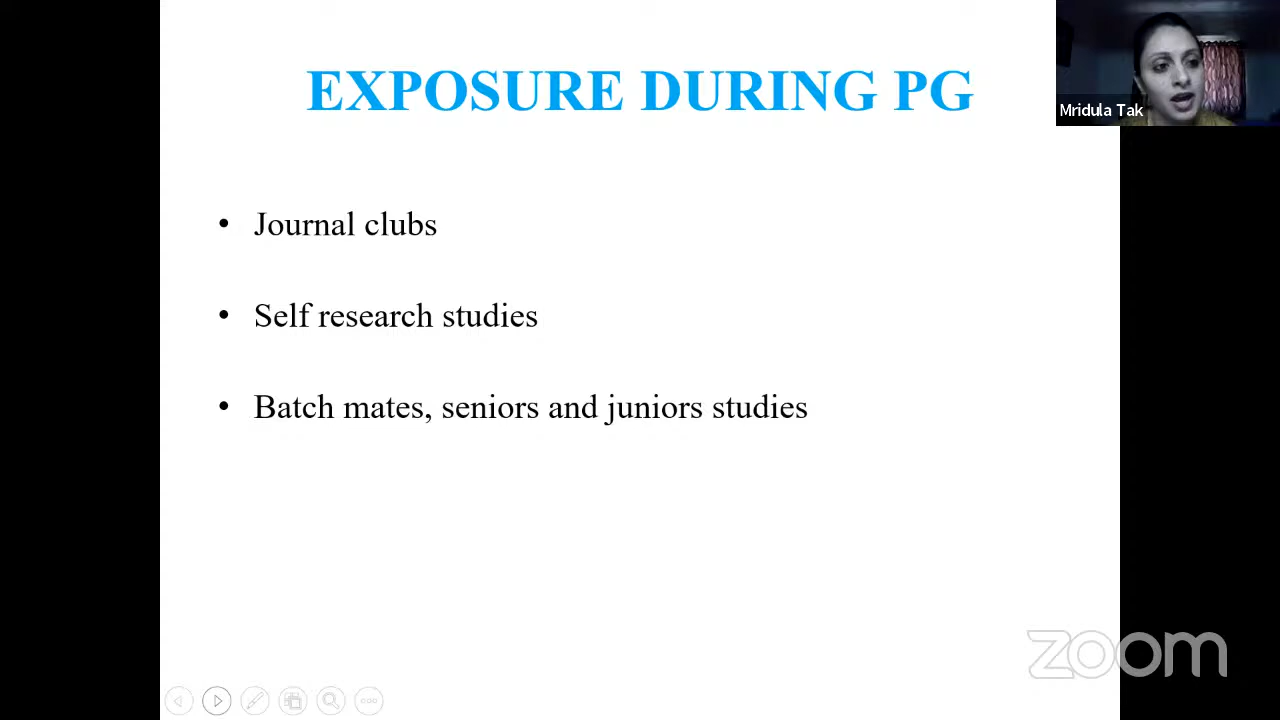 EXPOSURE DURING PG
Mridula Tak
• Journal clubs
• Self research studies
• Batch mates, seniors and juniors studies
zoom